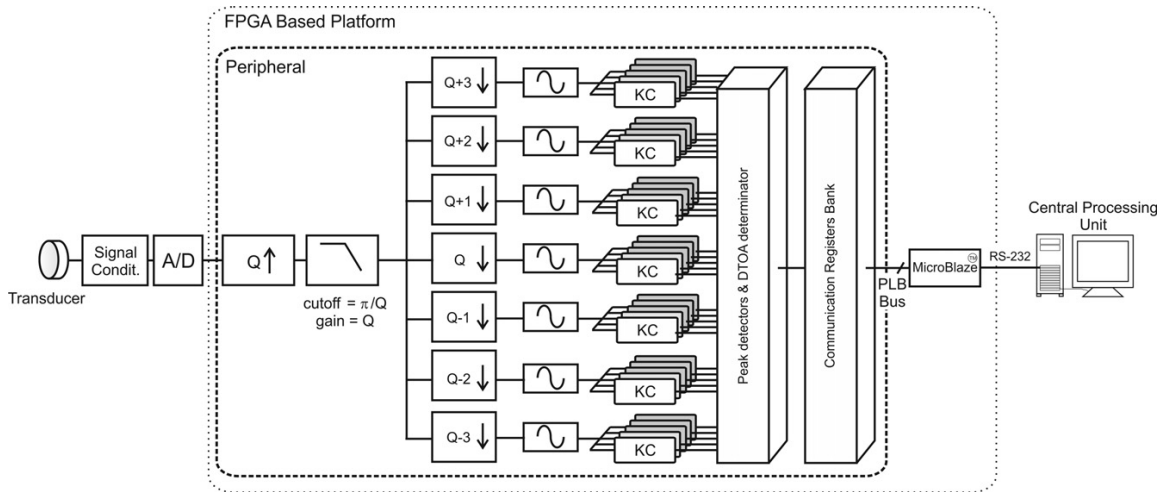 FPGA Based Platform
Peripheral
Transducer
Signal
Condit.
A/D
Q ↑
cutoff = π/Q
gain = Q
Q+3 ↓
KC
Q+2 ↓
KC
Q+1 ↓
KC
Q ↓
KC
Q-1 ↓
KC
Q-2 ↓
KC
Q-3 ↓
KC
Peak detectors & DTOA determinator
Communication Registers Bank
PLB
Bus
MicroBlaze™
RS-232
Central Processing
Unit